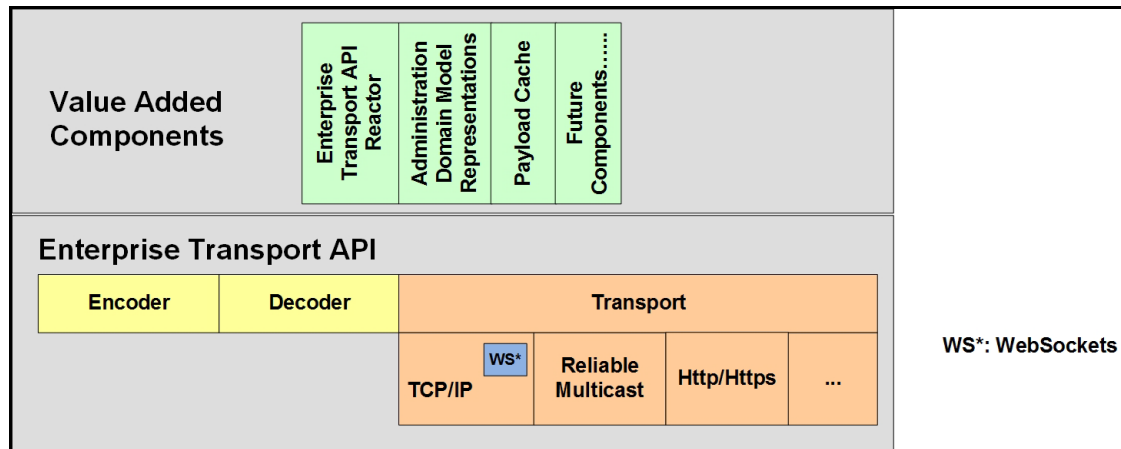 Value Added
Components
Enterprise
Transport API
Reactor
Administration
Domain Model
Representations
Payload Cache
Future
Components......
Enterprise Transport API
Encoder
Decoder
Transport
TCP/IP
WS*
Reliable
Multicast
Http/Https
...
WS*: WebSockets